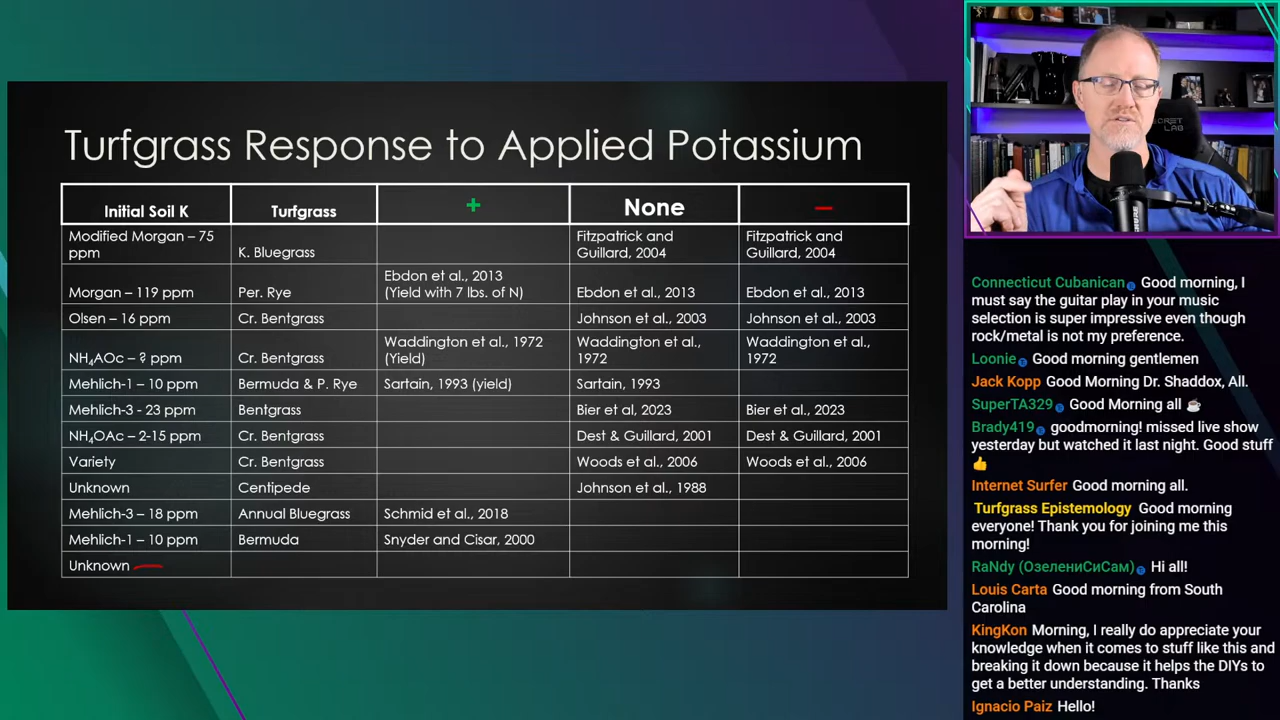 Turfgrass Response to Applied Potassium
Initial Soil K
Turfgrass
+
None
–
Modified Morgan – 75
ppm
K. Bluegrass
Fitzpatrick and
Guillard, 2004
Fitzpatrick and
Guillard, 2004
Morgan – 119 ppm
Per. Rye
Ebdon et al., 2013
(Yield with 7 lbs. of N)
Ebdon et al., 2013
Ebdon et al., 2013
Olsen – 16 ppm
Cr. Bentgrass
Johnson et al., 2003
Johnson et al., 2003
NH₄AOc – ? ppm
Cr. Bentgrass
Waddington et al., 1972
(Yield)
Waddington et al.,
1972
Waddington et al.,
1972
Mehlich-1 – 10 ppm
Bermuda & P. Rye
Sartain, 1993 (yield)
Sartain, 1993
Mehlich-3 - 23 ppm
Bentgrass
Bier et al, 2023
Bier et al., 2023
NH₄OAc – 2-15 ppm
Cr. Bentgrass
Dest & Guillard, 2001
Dest & Guillard, 2001
Variety
Cr. Bentgrass
Woods et al., 2006
Woods et al., 2006
Unknown
Centipede
Johnson et al., 1988
Mehlich-3 – 18 ppm
Annual Bluegrass
Schmid et al., 2018
Mehlich-1 – 10 ppm
Bermuda
Snyder and Cisar, 2000
Unknown
SECRET
LAB
Connecticut Cubanican Good morning, I
must say the guitar play in your music
selection is super impressive even though
rock/metal is not my preference.
Loonie Good morning gentlemen
Jack Kopp Good Morning Dr. Shaddox, All.
SuperTA329 Good Morning all ☕
Brady419 goodmorning! missed live show
yesterday but watched it last night. Good stuff
👍
Internet Surfer Good morning all.
Turfgrass Epistemology Good morning
everyone! Thank you for joining me this
morning!
RaNdy (ОзелениСиСам) Hi all!
Louis Carta Good morning from South
Carolina
KingKon Morning, I really do appreciate your
knowledge when it comes to stuff like this and
breaking it down because it helps the DIYs to
get a better understanding. Thanks
Ignacio Paiz Hello!